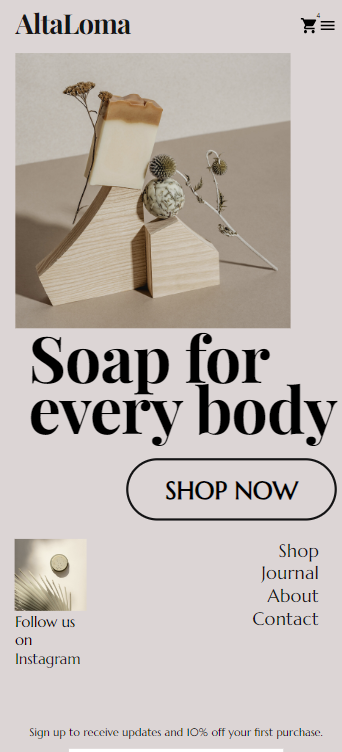 AltaLoma
4
Soap for
every body
SHOP NOW
Shop
Journal
About
Contact
Follow us
on
Instagram
Sign up to receive updates and 10% off your first purchase.